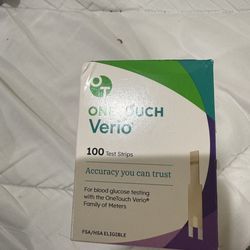 OT
ONETOUCH
Verio®
100 Test Strips
Accuracy you can trust
For blood glucose testing
with the OneTouch Verio®
Family of Meters
FSA/HSA ELIGIBLE